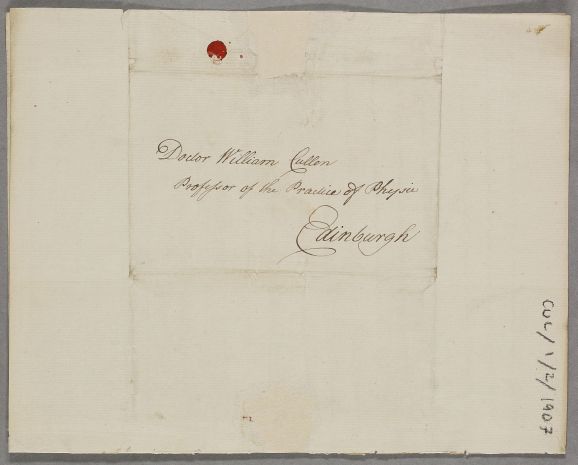 Doctor William Cullen
Professor of the Practice of Physic
Edinburgh
CUL/1/2/1907